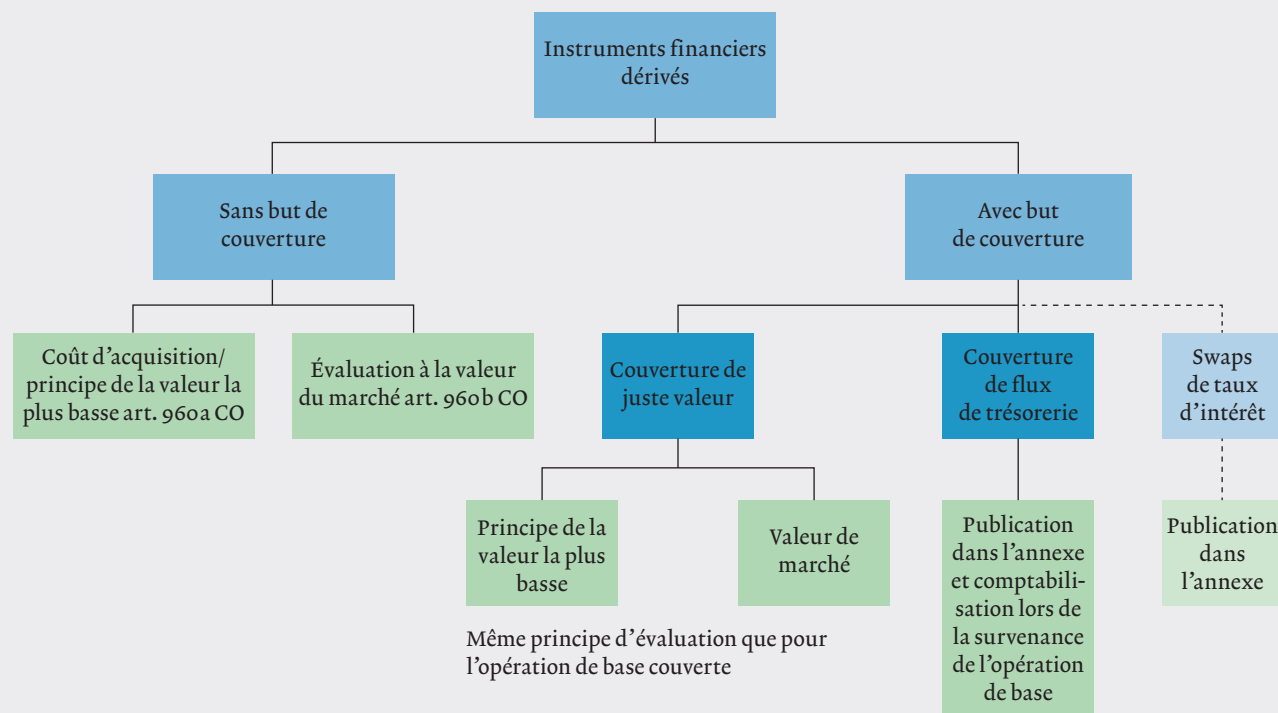 Instruments financiers
dérivés
Sans but de
couverture
Avec but
de couverture
Coût d’acquisition/
principe de la valeur la
plus basse art. 960a CO
Évaluation à la valeur
du marché art. 960b CO
Couverture de
juste valeur
Couverture
de flux
de trésorerie
Swaps
de taux
d’intérêt
Principe de la
valeur la plus
basse
Valeur de
marché
Publication
dans l’annexe
et comptabili-
sation lors de
la survenance
de l’opération
de base
Publication
dans
l’annexe
Même principe d’évaluation que pour
l’opération de base couverte